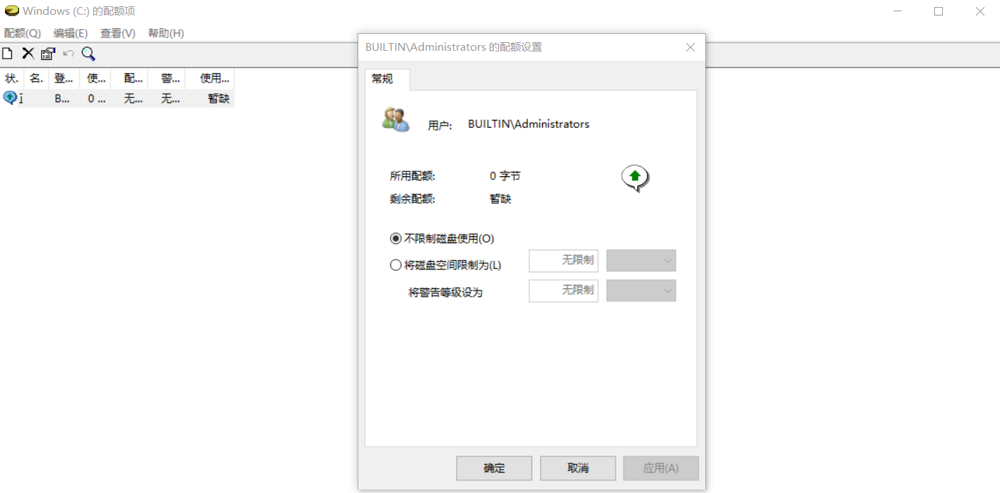 Windows (C:) 的配额项
配额(Q) 编辑(E) 查看(V) 帮助(H)
状. 名. 登... 使... 配... 警... 使用...
B... 0 ... 无... 无... 暂缺
BUILTIN\Administrators 的配额设置
常规
用户: BUILTIN\Administrators
所用配额: 0 字节
剩余配额: 暂缺
不限制磁盘使用(O)
将磁盘空间限制为(L) 无限制
将警告等级设为 无限制
确定 取消 应用(A)